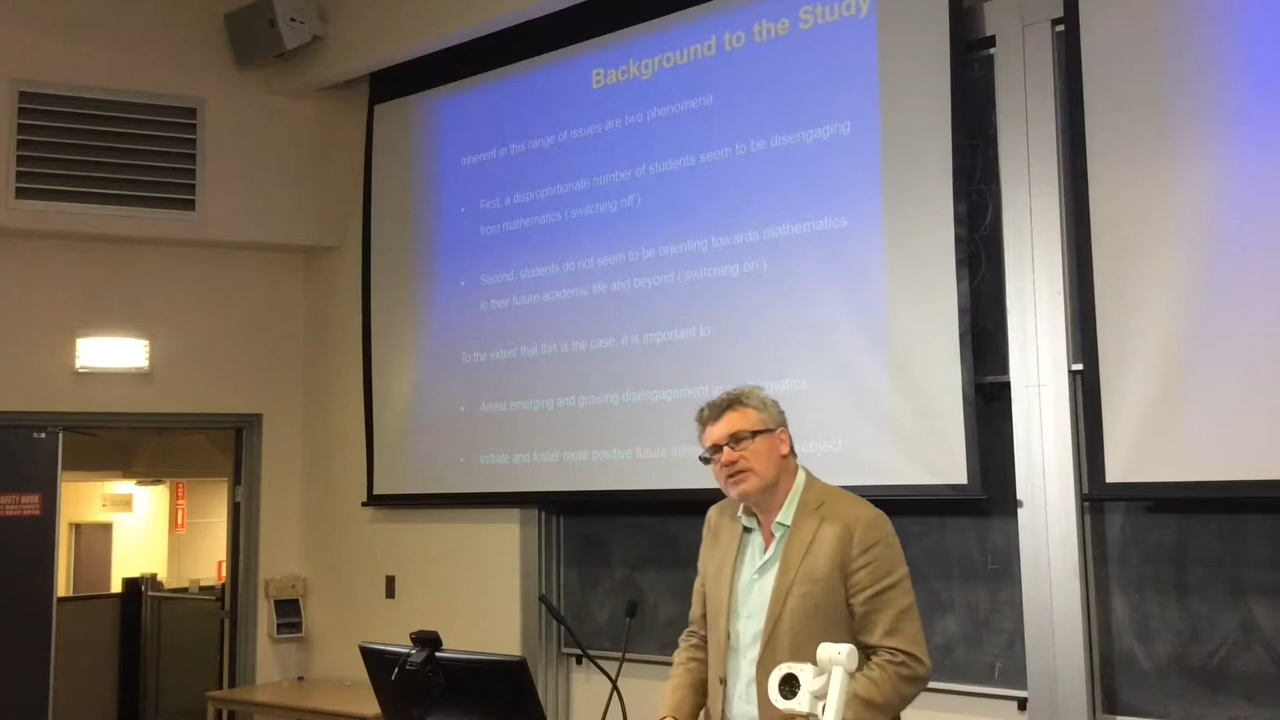 Background to the Study
Inherent in this range of issues are two phenomena:
• First, a disproportionate number of students seem to be disengaging
from mathematics ('switching off')
• Second, students do not seem to be orienting towards mathematics
in their future academic life and beyond ('switching on')
To the extent that this is the case, it is important to:
• Arrest emerging and growing disengagement in mathematics
• Initiate and foster more positive future subject
SAFETY